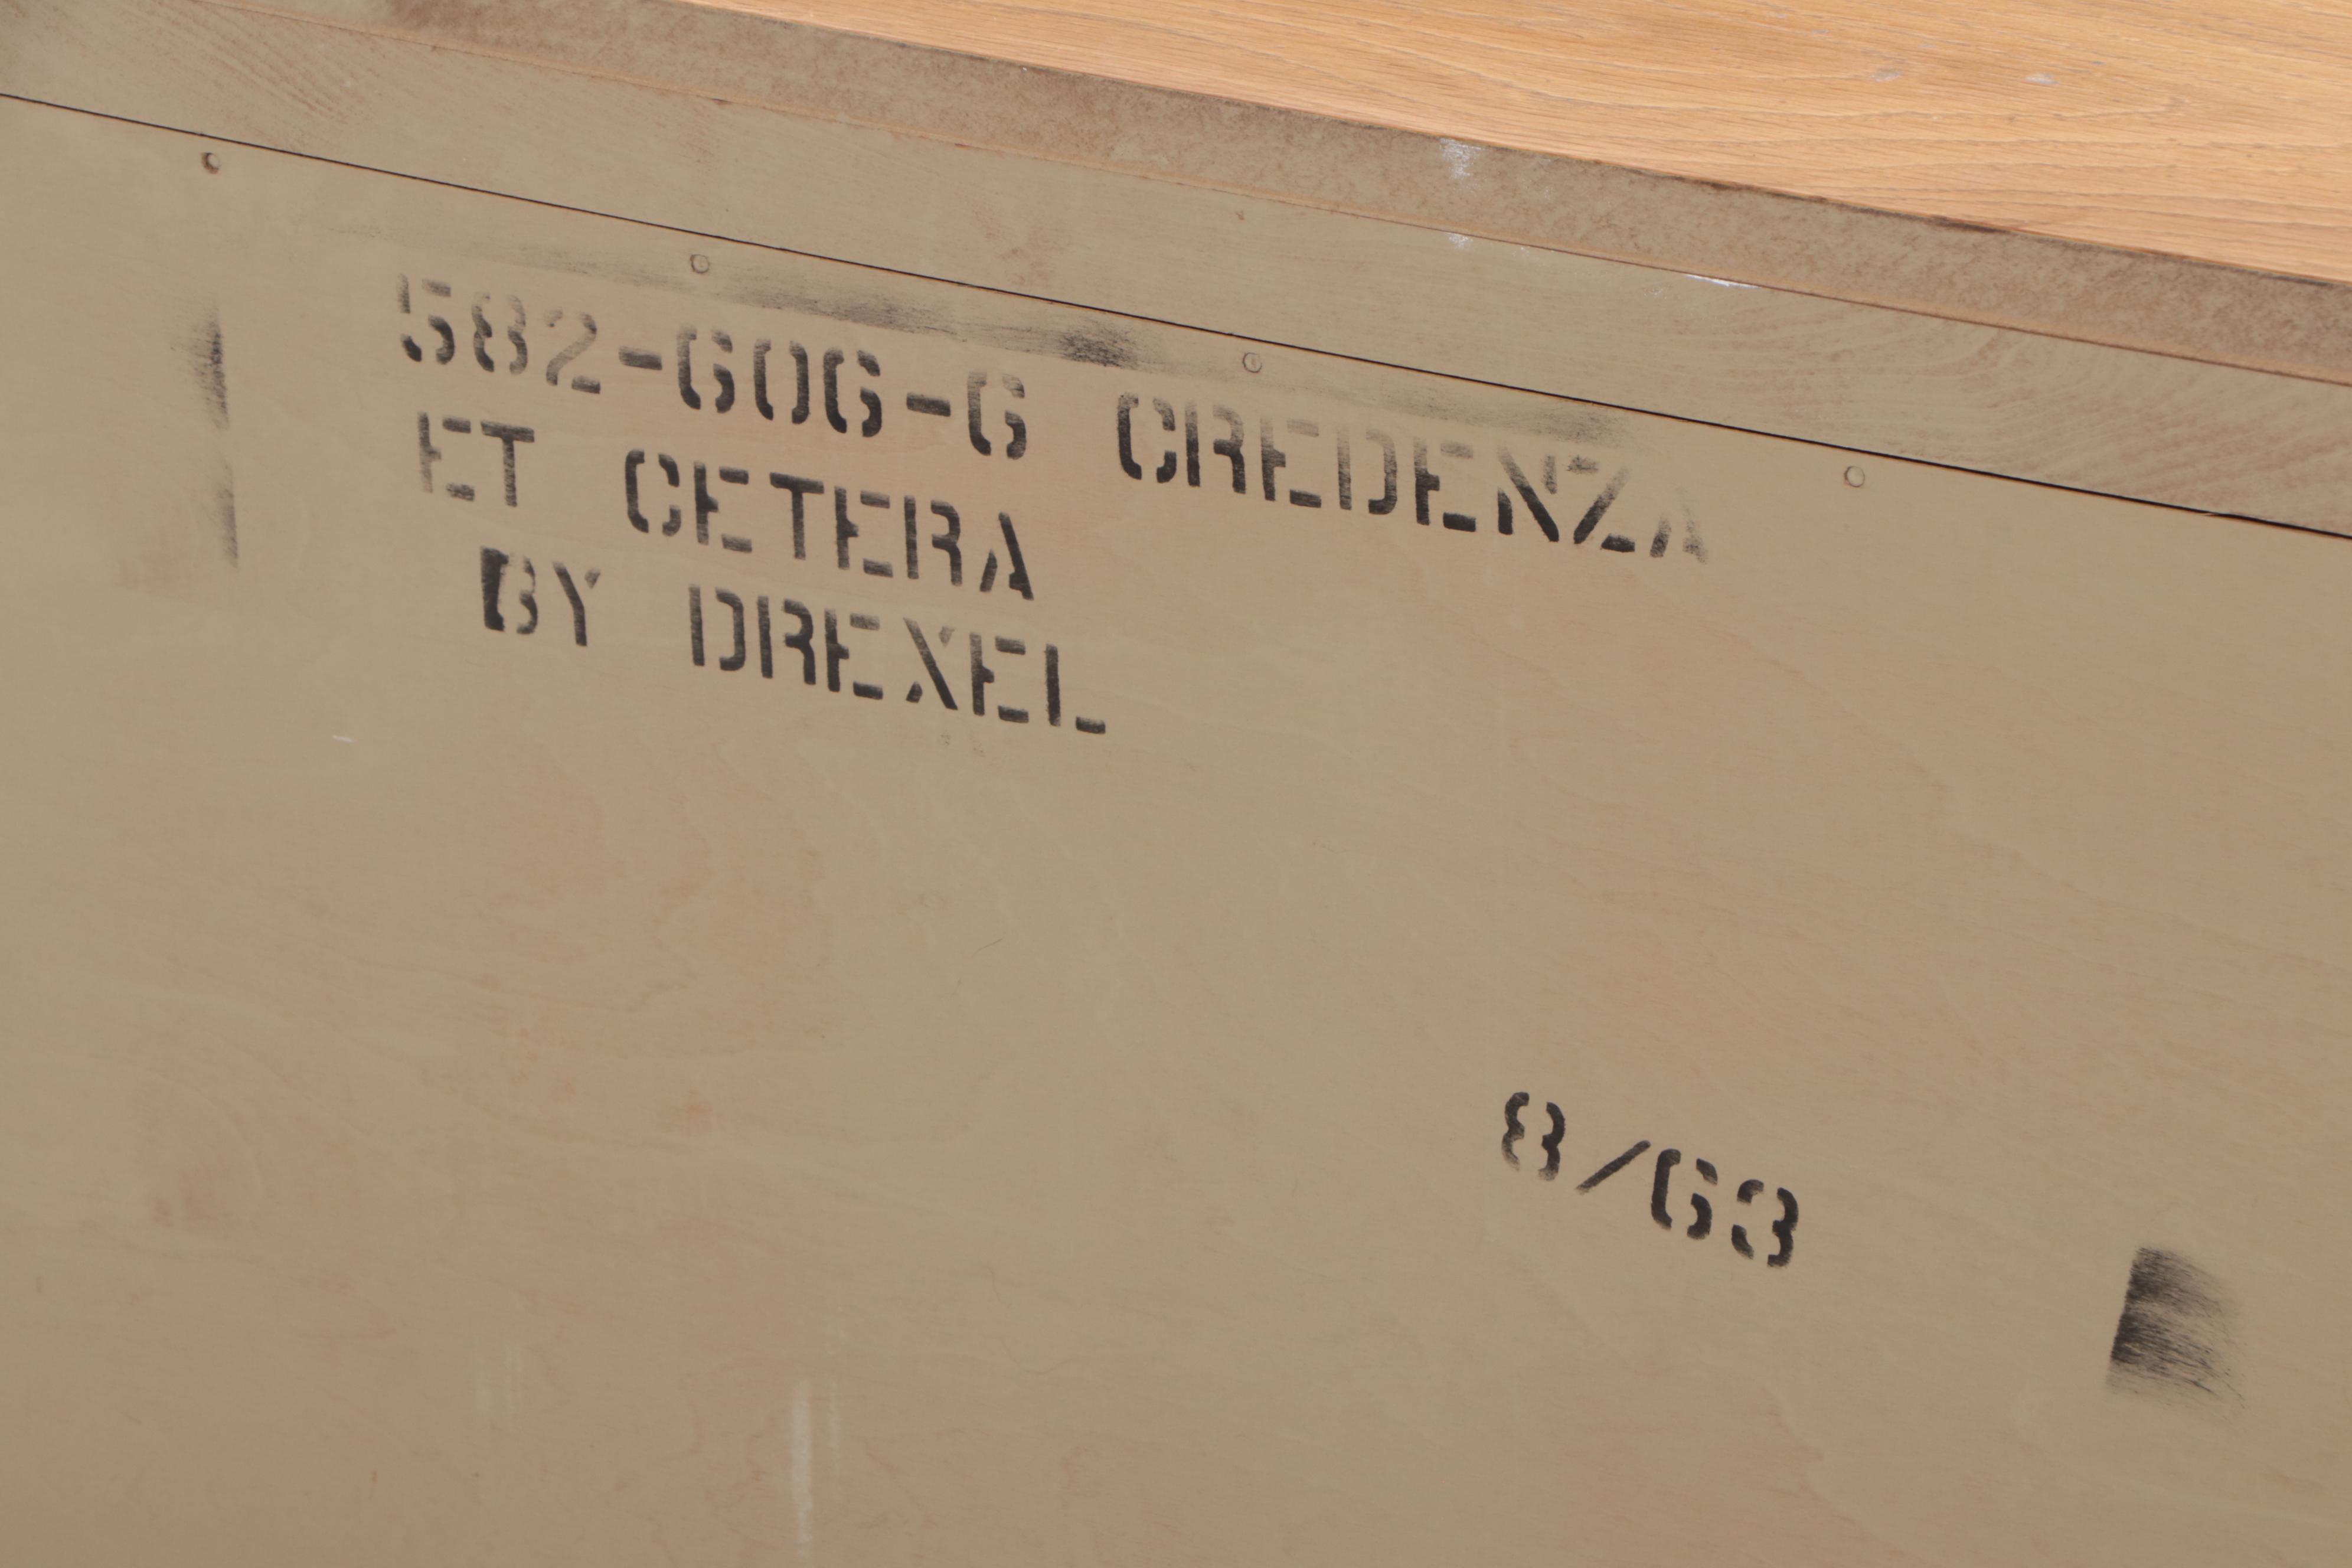 582-606-6 CREDENZA
ET CETERA
BY DREXEL
8/63